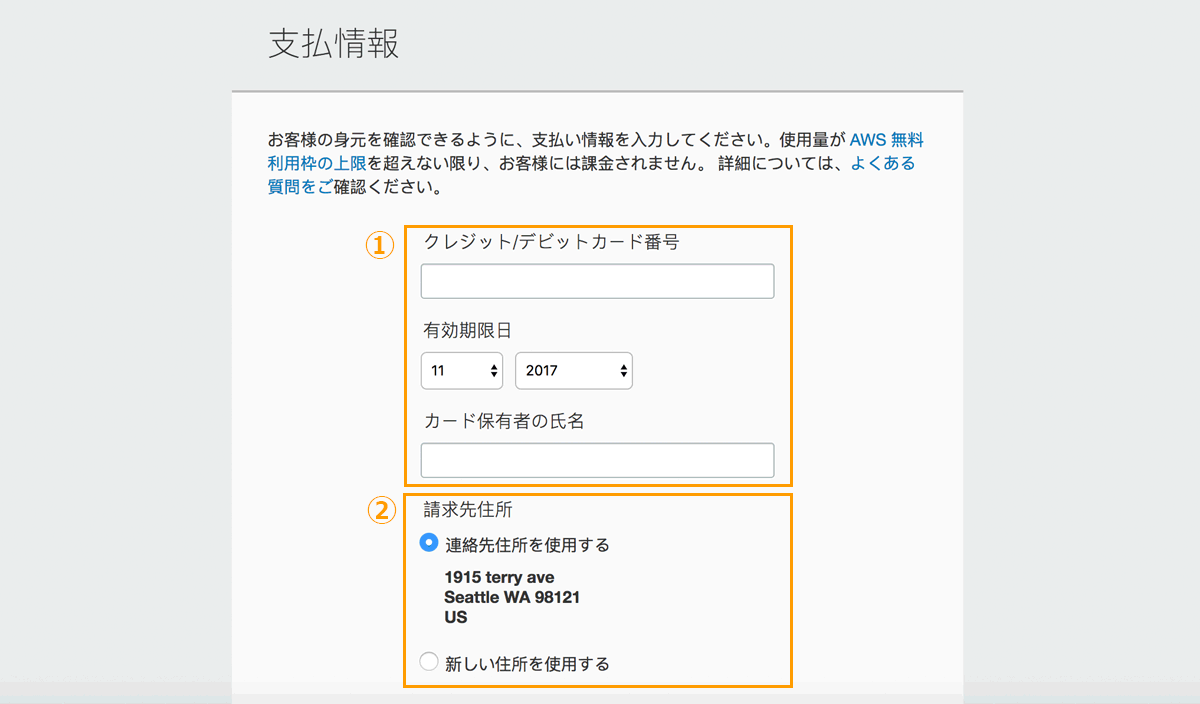 支払情報
お客様の身元を確認できるように、支払い情報を入力してください。使用量が AWS 無料
利用枠の上限を超えない限り、お客様には課金されません。 詳細については、よくある
質問をご確認ください。
① クレジット/デビットカード番号
有効期限日
11 2017
カード保有者の氏名
② 請求先住所
連絡先住所を使用する
1915 terry ave
Seattle WA 98121
US
新しい住所を使用する